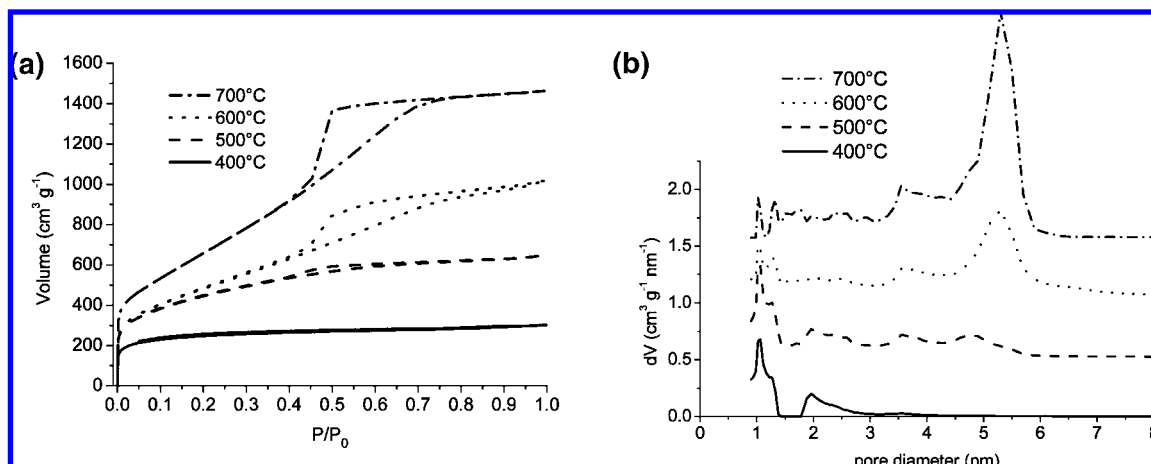 (a)
1600
1400
1200
1000
800
600
400
200
0
Volume (cm³ g⁻¹)
700°C
600°C
500°C
400°C
0.0 0.1 0.2 0.3 0.4 0.5 0.6 0.7 0.8 0.9 1.0
P/P₀
(b)
2.0
1.5
1.0
0.5
0.0
dV (cm³ g⁻¹ nm⁻¹)
700°C
600°C
500°C
400°C
0 1 2 3 4 5 6 7 8
pore diameter (nm)